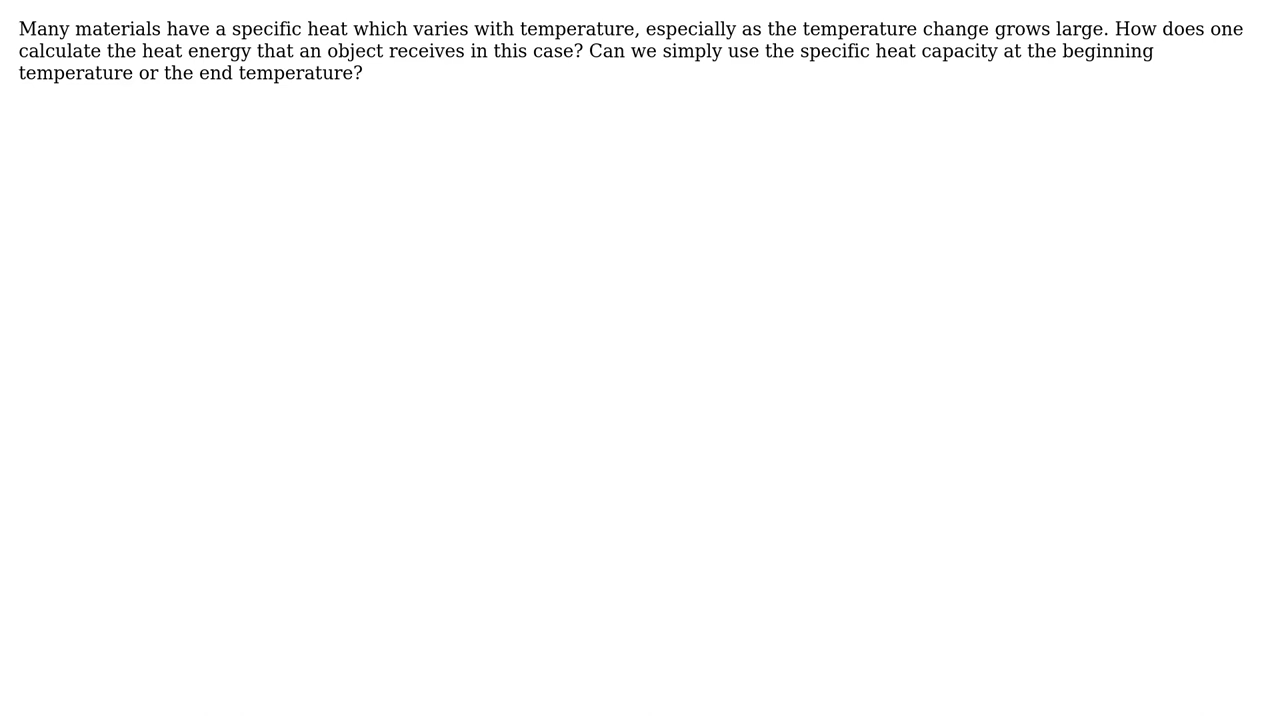 Many materials have a specific heat which varies with temperature, especially as the temperature change grows large. How does one
calculate the heat energy that an object receives in this case? Can we simply use the specific heat capacity at the beginning
temperature or the end temperature?